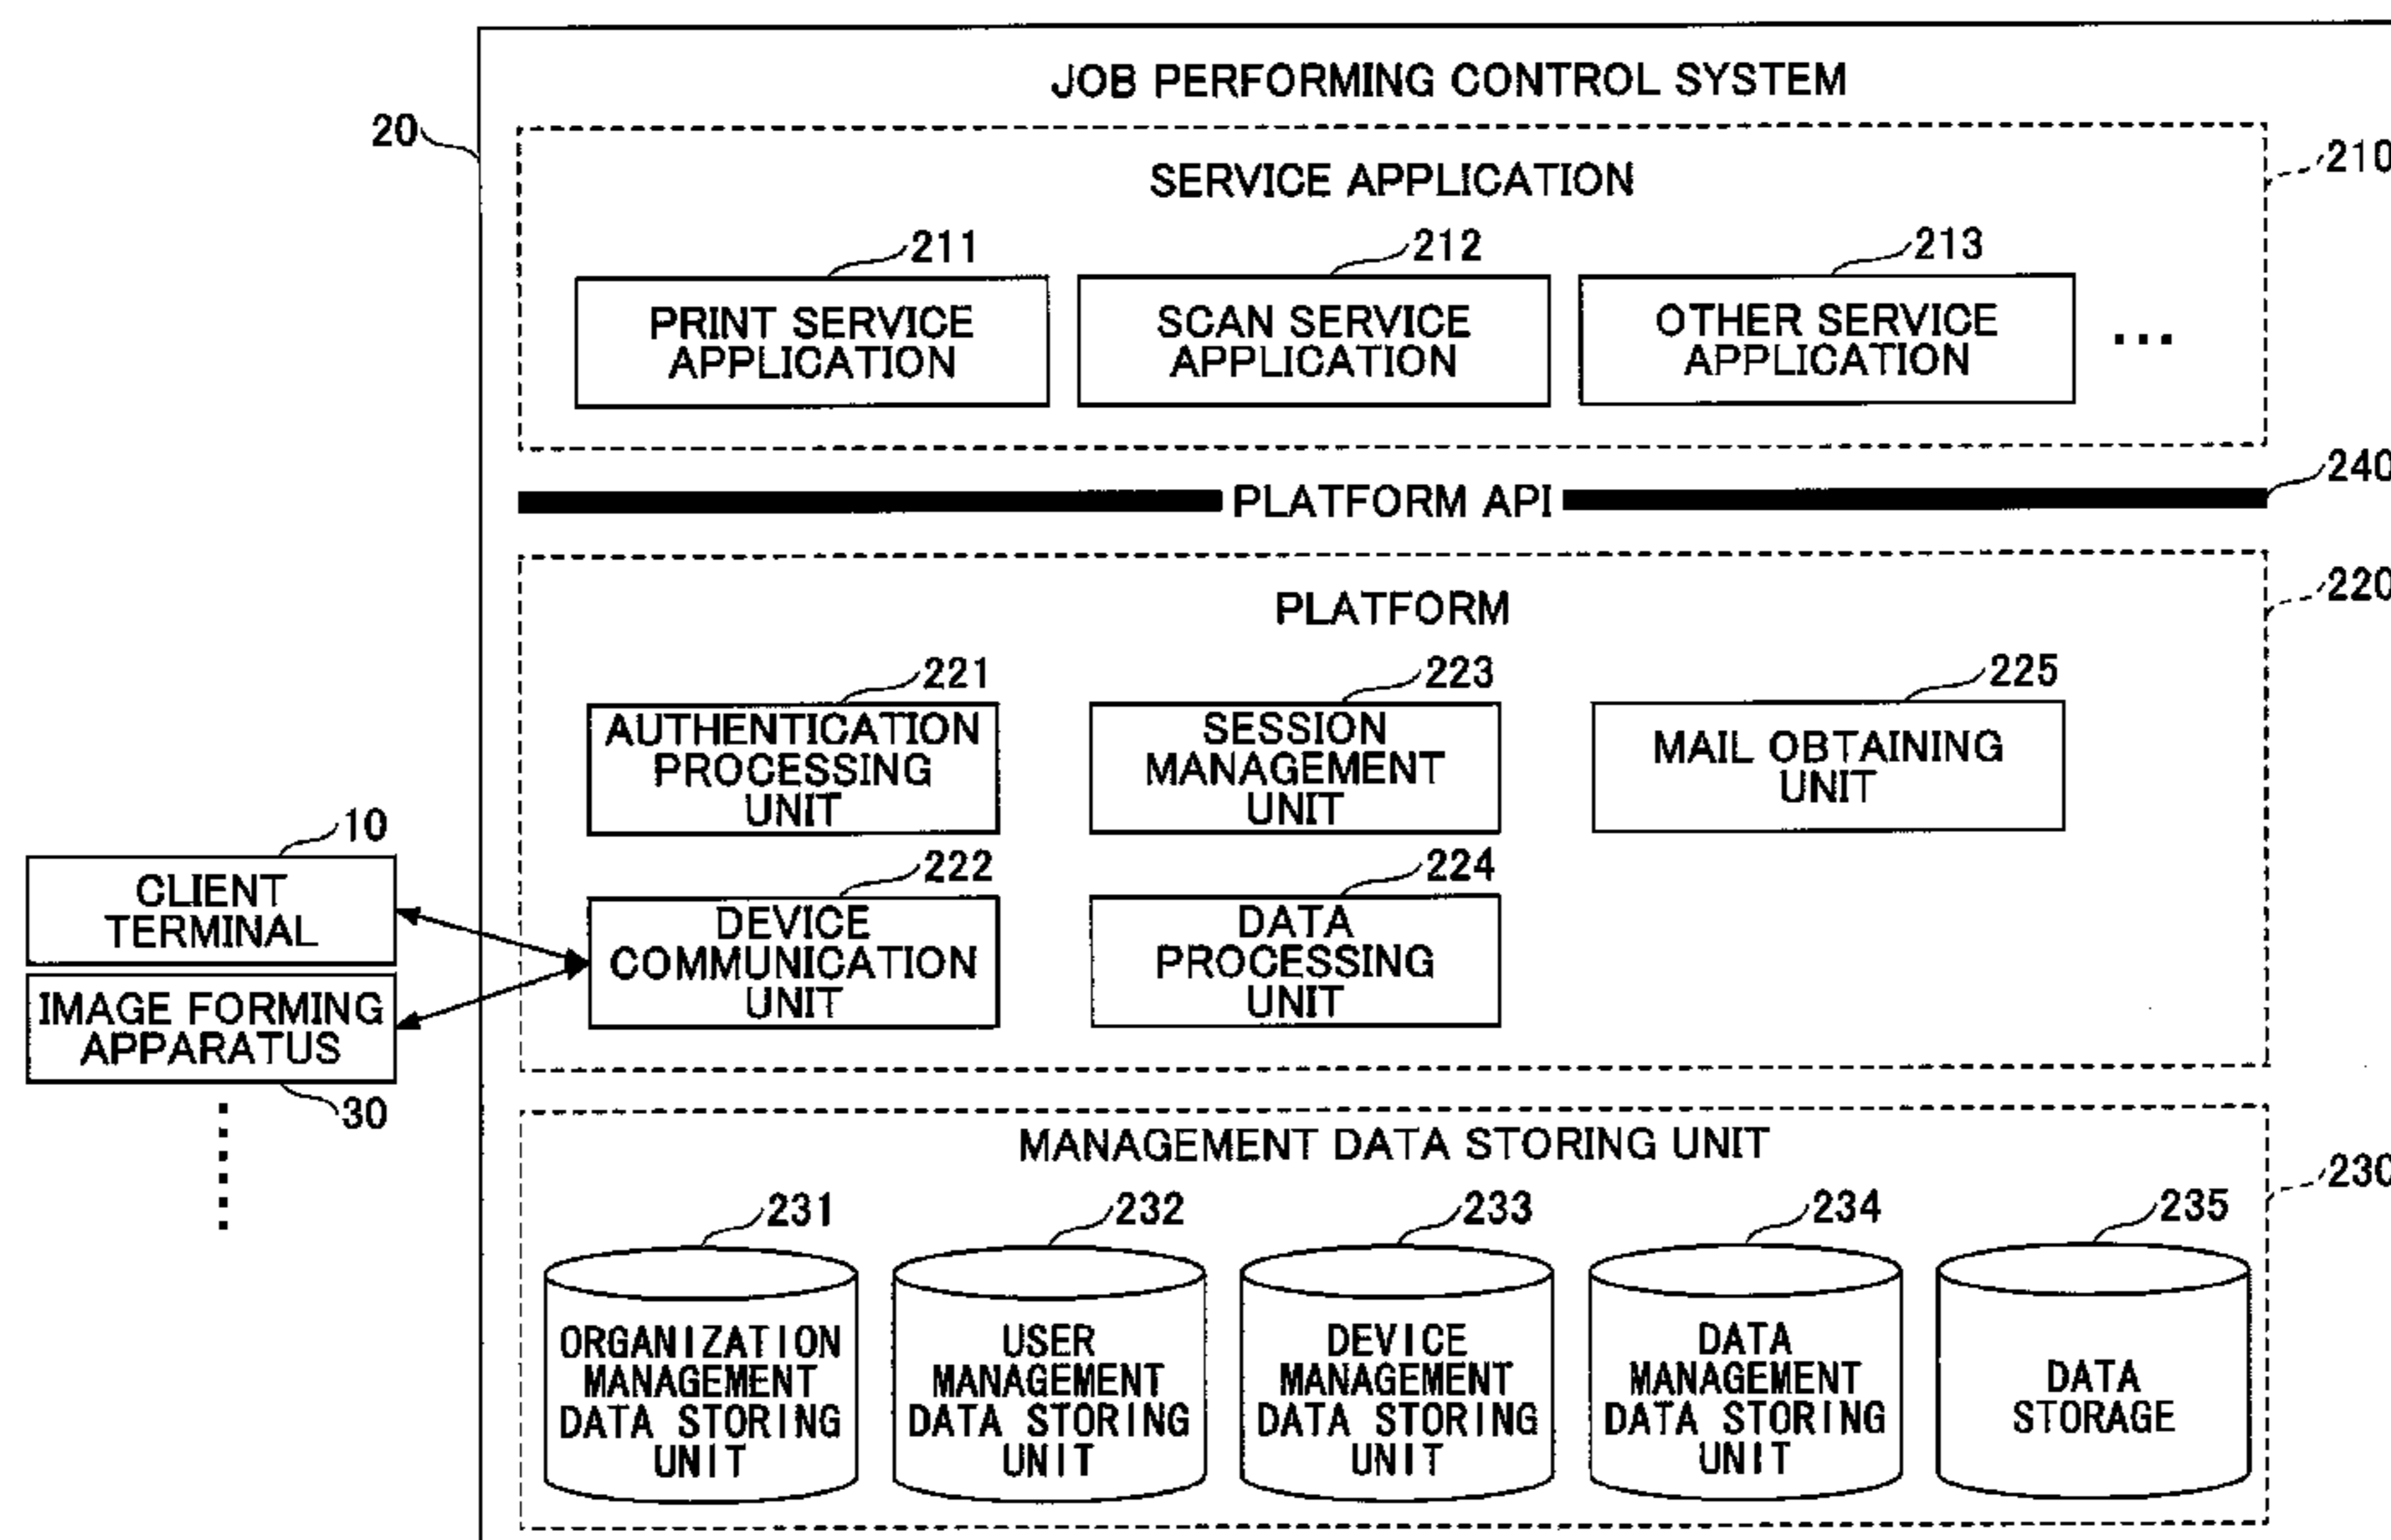 JOB PERFORMING CONTROL SYSTEM
20
SERVICE APPLICATION
210
211
212
213
PRINT SERVICE
APPLICATION
SCAN SERVICE
APPLICATION
OTHER SERVICE
APPLICATION
...
240
PLATFORM API
220
PLATFORM
221
223
225
AUTHENTICATION
PROCESSING
UNIT
SESSION
MANAGEMENT
UNIT
MAIL OBTAINING
UNIT
10
CLIENT
TERMINAL
222
224
DEVICE
COMMUNICATION
UNIT
DATA
PROCESSING
UNIT
IMAGE FORMING
APPARATUS
30
MANAGEMENT DATA STORING UNIT
230
231
232
233
234
235
ORGANIZATION
MANAGEMENT
DATA STORING
UNIT
USER
MANAGEMENT
DATA STORING
UNIT
DEVICE
MANAGEMENT
DATA STORING
UNIT
DATA
MANAGEMENT
DATA STORING
UNIT
DATA
STORAGE